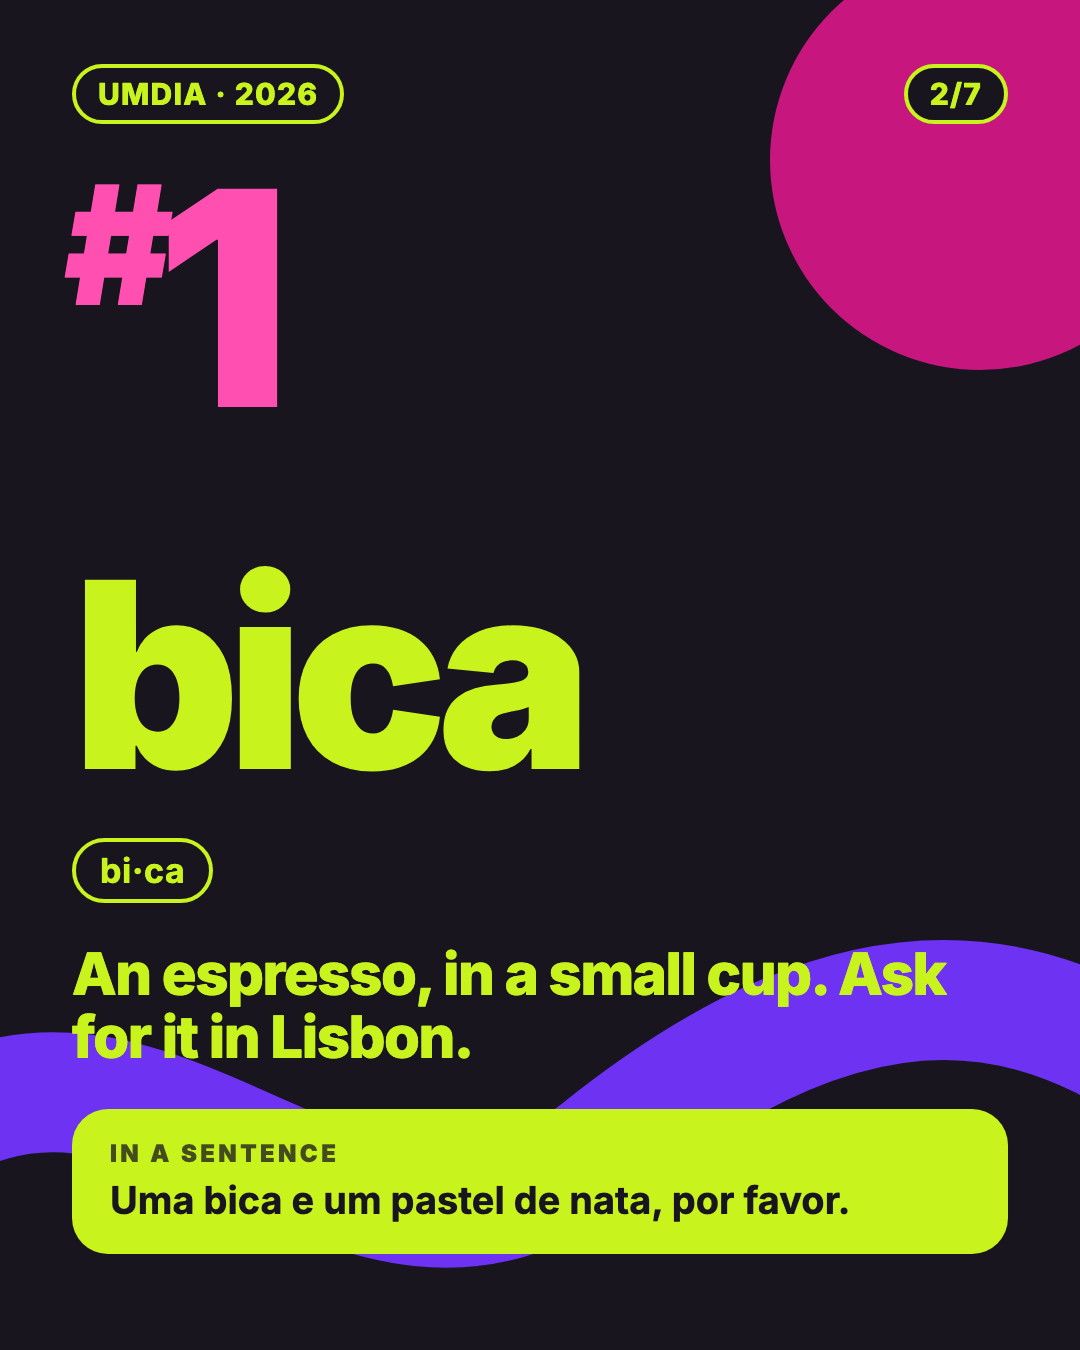 UMDIA · 2026
2/7
#1
bica
bi·ca
An espresso, in a small cup. Ask
for it in Lisbon.
IN A SENTENCE
Uma bica e um pastel de nata, por favor.